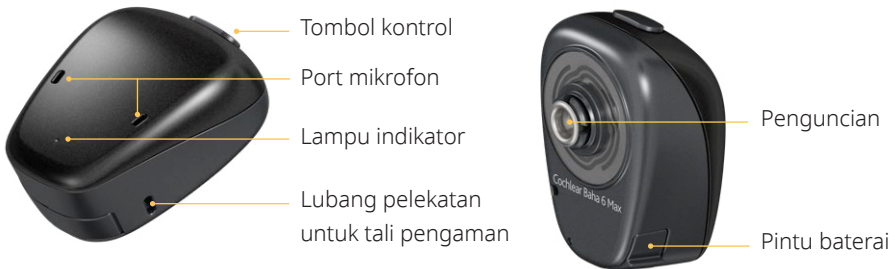 Tombol kontrol
Port mikrofon
Lampu indikator
Lubang pelekatan
untuk tali pengaman
Penguncian
Cochlear Baha 6 Max
Pintu baterai